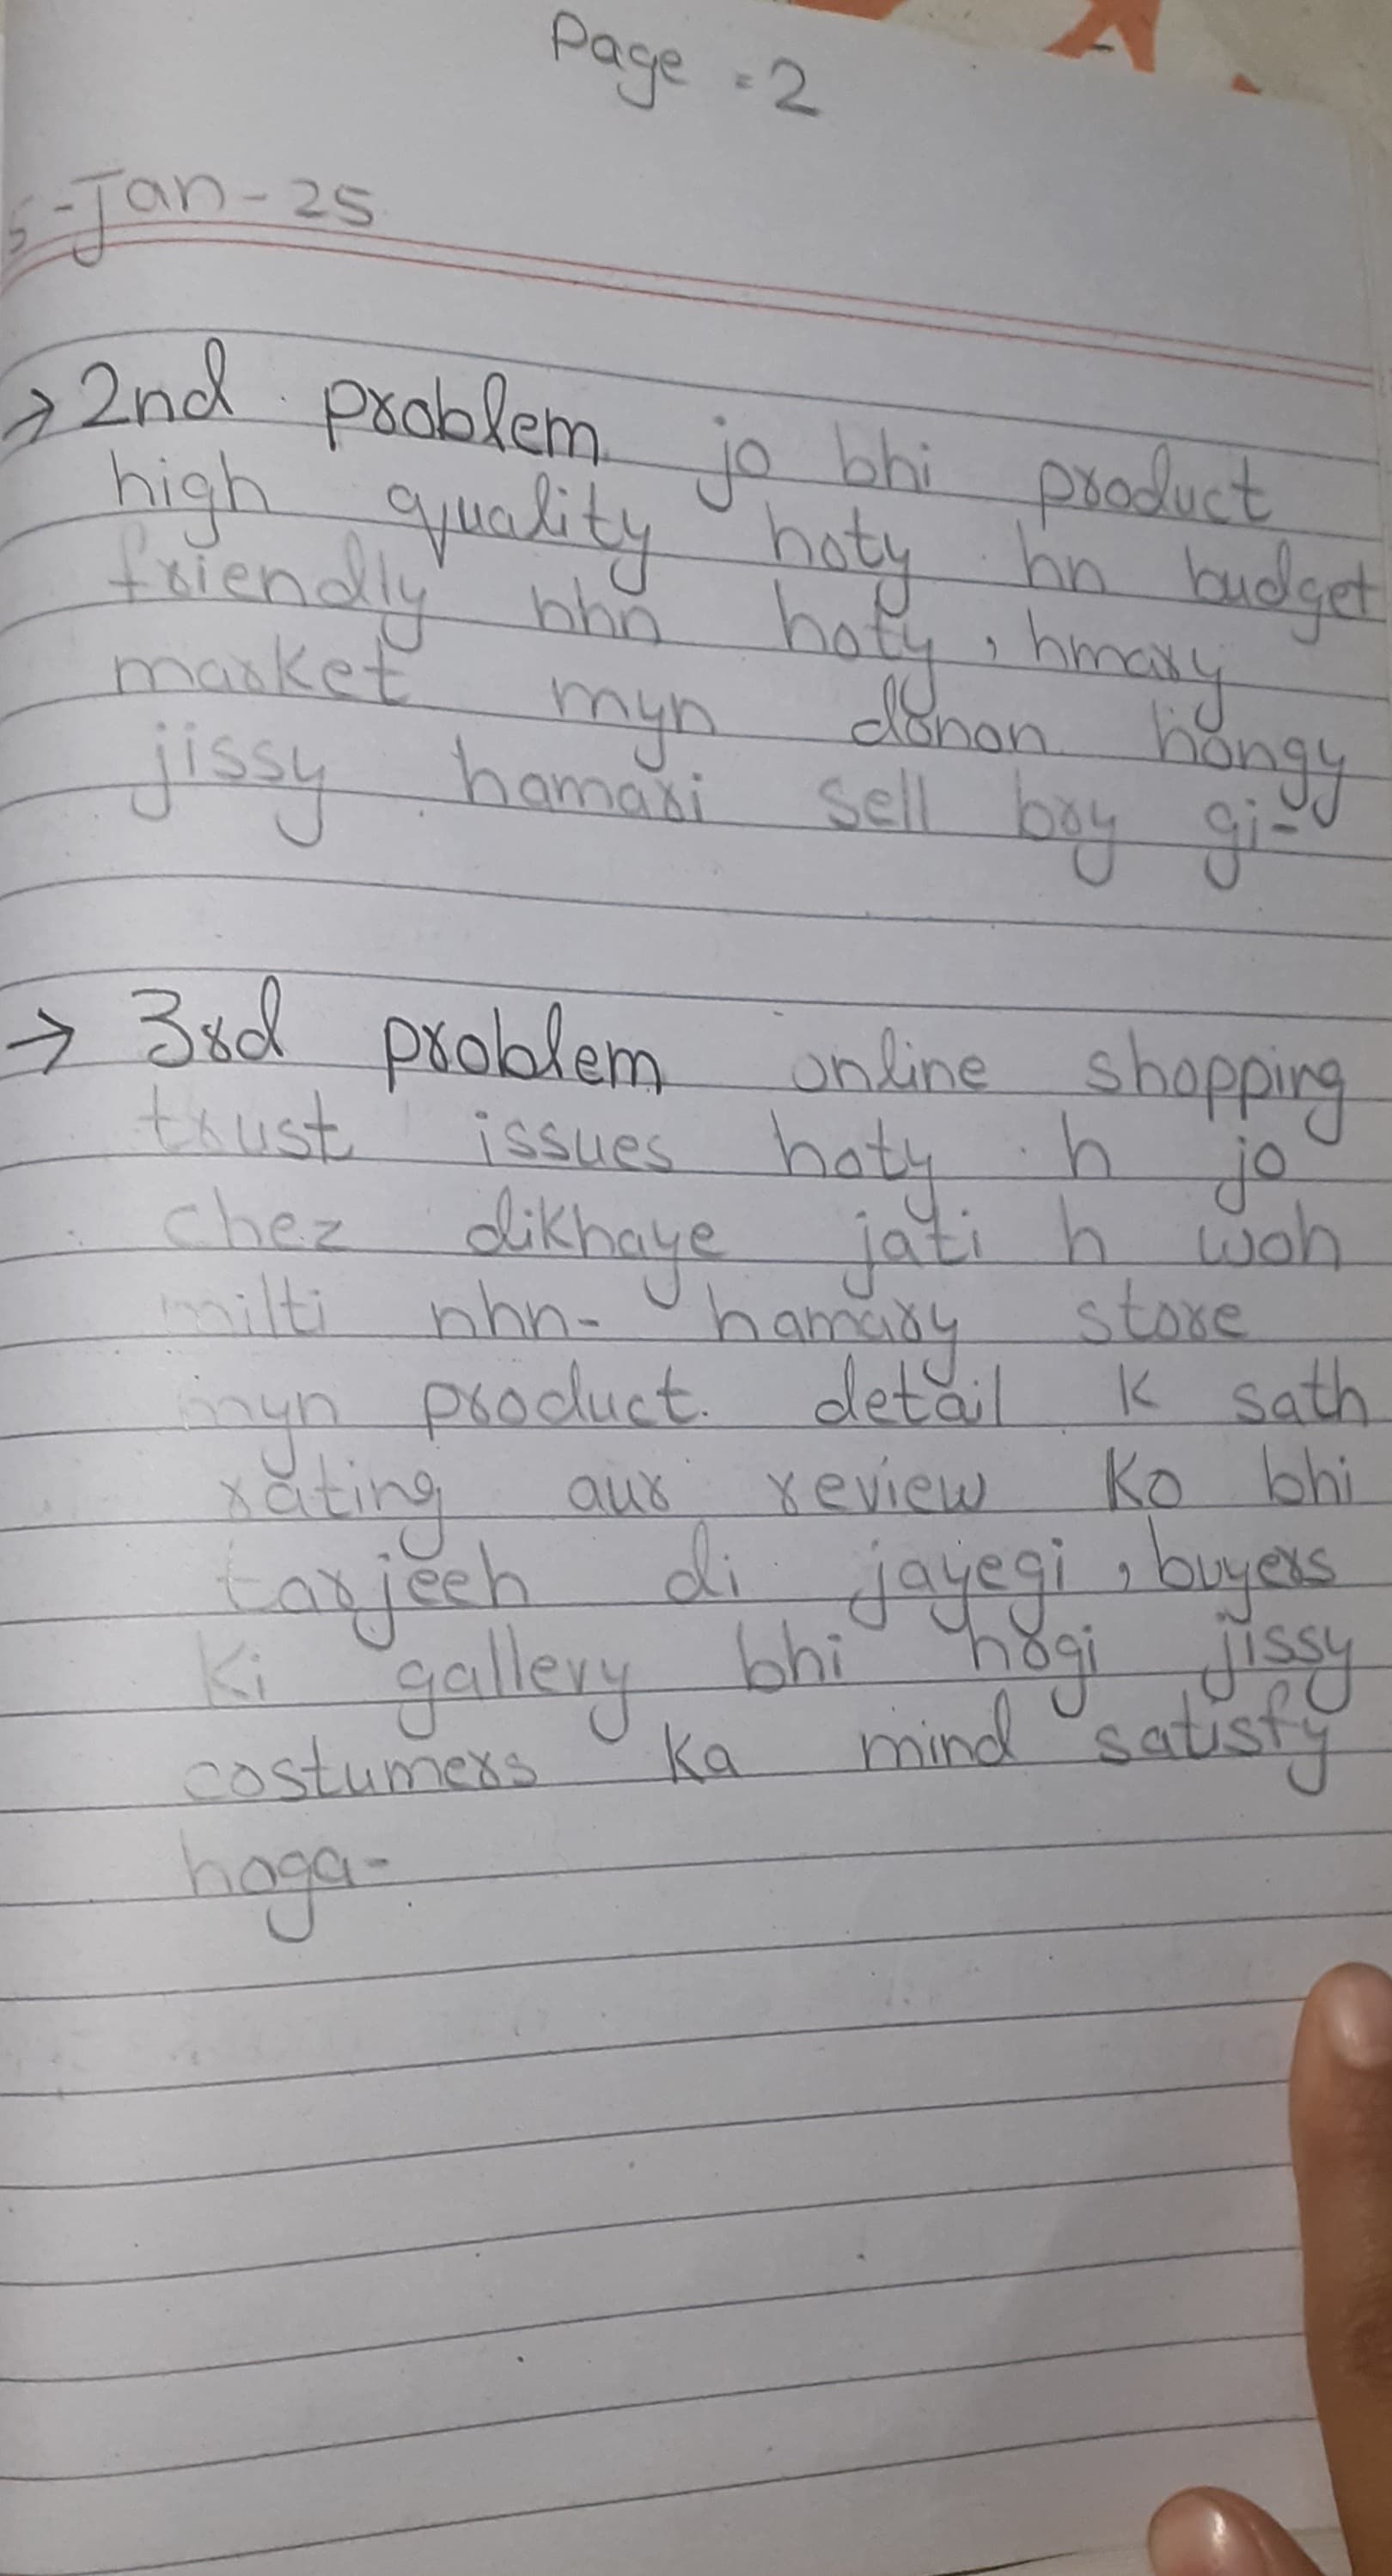 Page = 2
5-Jan-25
→ 2nd problem jo bhi product
high quality hoty hn budget
friendly nhn hoty, hmary
market myn donon hongy
jissy hamari sell bry gi-
→ 3rd problem online shopping
trust issues hoty h jo
chez dikhaye jati h woh
milti nhn- hamary store
myn product detail k sath
rating aur review ko bhi
tarjeeh di jayegi, buyers
ki gallery bhi hogi jissy
costumers ka mind satisfy
hoga-